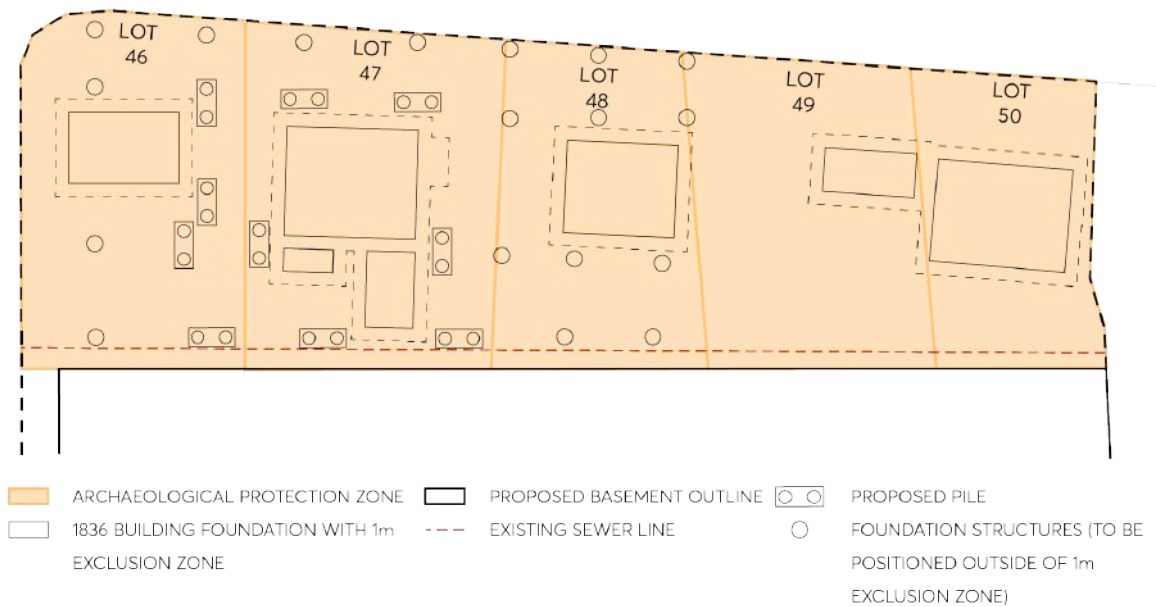 LOT
46
LOT
47
LOT
48
LOT
49
LOT
50
ARCHAEOLOGICAL PROTECTION ZONE
1836 BUILDING FOUNDATION WITH 1m
EXCLUSION ZONE
PROPOSED BASEMENT OUTLINE
EXISTING SEWER LINE
PROPOSED PILE
FOUNDATION STRUCTURES (TO BE
POSITIONED OUTSIDE OF 1m
EXCLUSION ZONE)